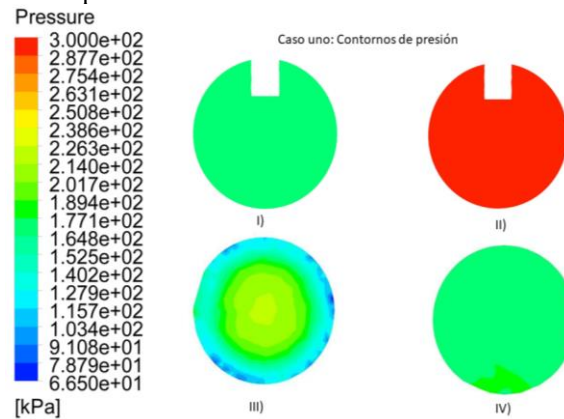 Pressure
Caso uno: Contornos de presión
3.000e+02
2.877e+02
2.754e+02
2.631e+02
2.508e+02
2.386e+02
2.263e+02
2.140e+02
2.017e+02
1.894e+02
1.771e+02
1.648e+02
1.525e+02
1.402e+02
1.279e+02
1.157e+02
1.034e+02
9.108e+01
7.879e+01
6.650e+01
[kPa]
I)
II)
III)
IV)